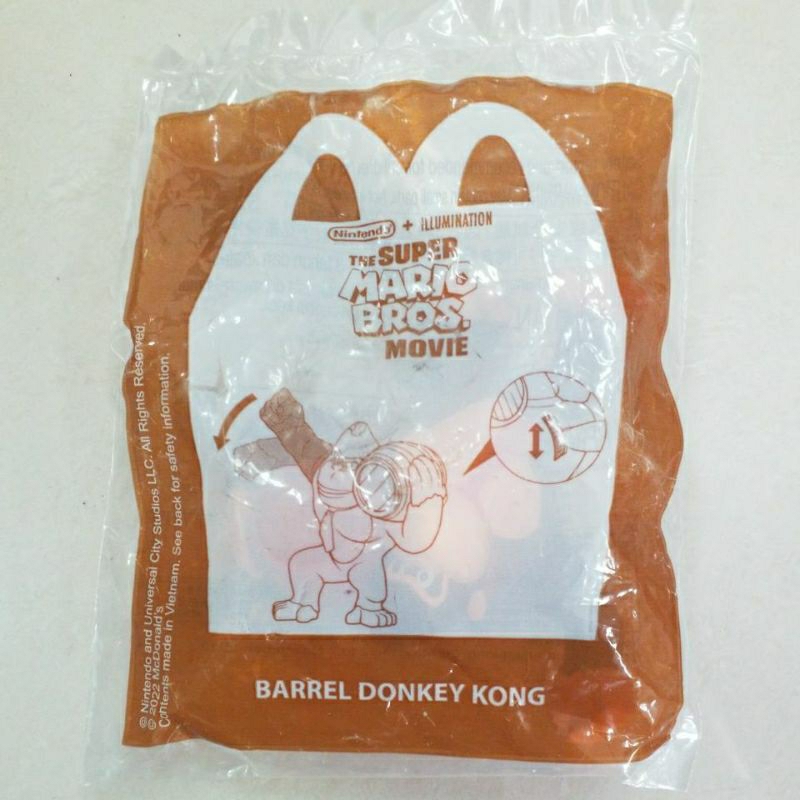 Nintendo + ILLUMINATION
THE SUPER
MARIO
BROS.
MOVIE
© Nintendo and Universal City Studios LLC. All Rights Reserved.
© 2022 McDonald's
Contents made in Vietnam. See back for safety information.
BARREL DONKEY KONG